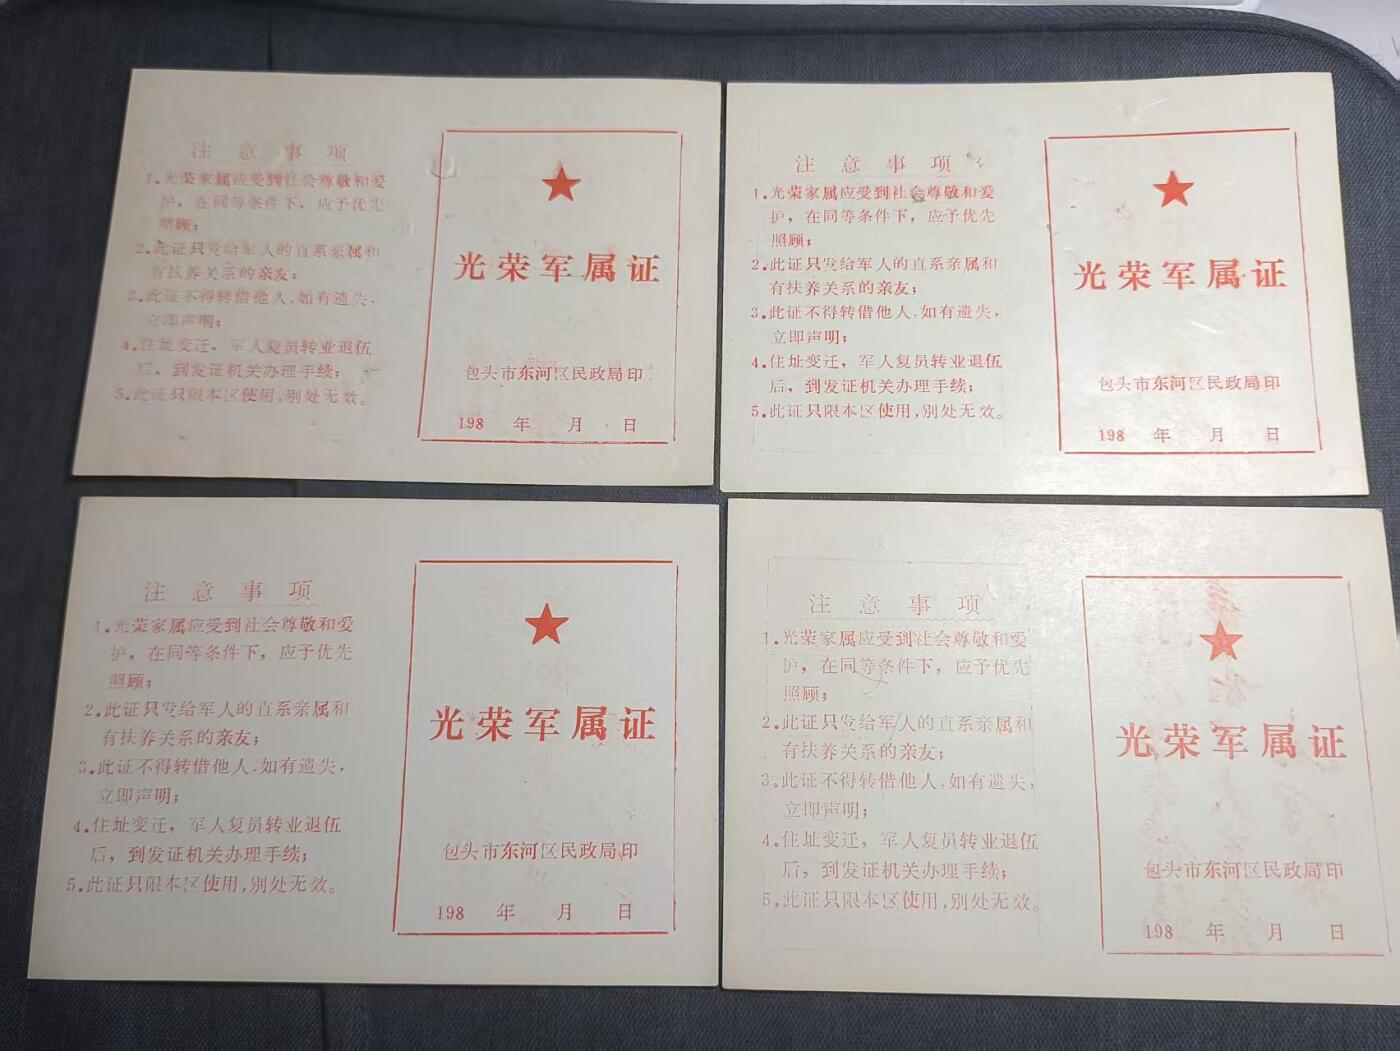 注意事项
1.光荣家属应受到社会尊敬和爱
护，在同等条件下，应予优先
照顾；
2.此证只发给军人的直系亲属和
有扶养关系的亲友；
3.此证不得转借他人.如有遗失，
立即声明；
4.住址变迁，军人复员转业退伍
后，到发证机关办理手续；
5.此证只限本区使用,别处无效。
光荣军属证
包头市东河区民政局印
198 年 月 日
注意事项
1.光荣家属应受到社会尊敬和爱
护，在同等条件下，应予优先
照顾；
2.此证只发给军人的直系亲属和
有扶养关系的亲友；
3.此证不得转借他人.如有遗失，
立即声明；
4.住址变迁，军人复员转业退伍
后，到发证机关办理手续；
5.此证只限本区使用,别处无效。
光荣军属证
包头市东河区民政局印
198 年 月 日
注意事项
1.光荣家属应受到社会尊敬和爱
护，在同等条件下，应予优先
照顾；
2.此证只发给军人的直系亲属和
有扶养关系的亲友；
3.此证不得转借他人.如有遗失，
立即声明；
4.住址变迁，军人复员转业退伍
后，到发证机关办理手续；
5.此证只限本区使用,别处无效。
光荣军属证
包头市东河区民政局印
198 年 月 日
注意事项
1.光荣家属应受到社会尊敬和爱
护，在同等条件下，应予优先
照顾；
2.此证只发给军人的直系亲属和
有扶养关系的亲友；
3.此证不得转借他人.如有遗失，
立即声明；
4.住址变迁，军人复员转业退伍
后，到发证机关办理手续；
5.此证只限本区使用,别处无效。
光荣军属证
包头市东河区民政局印
198 年 月 日